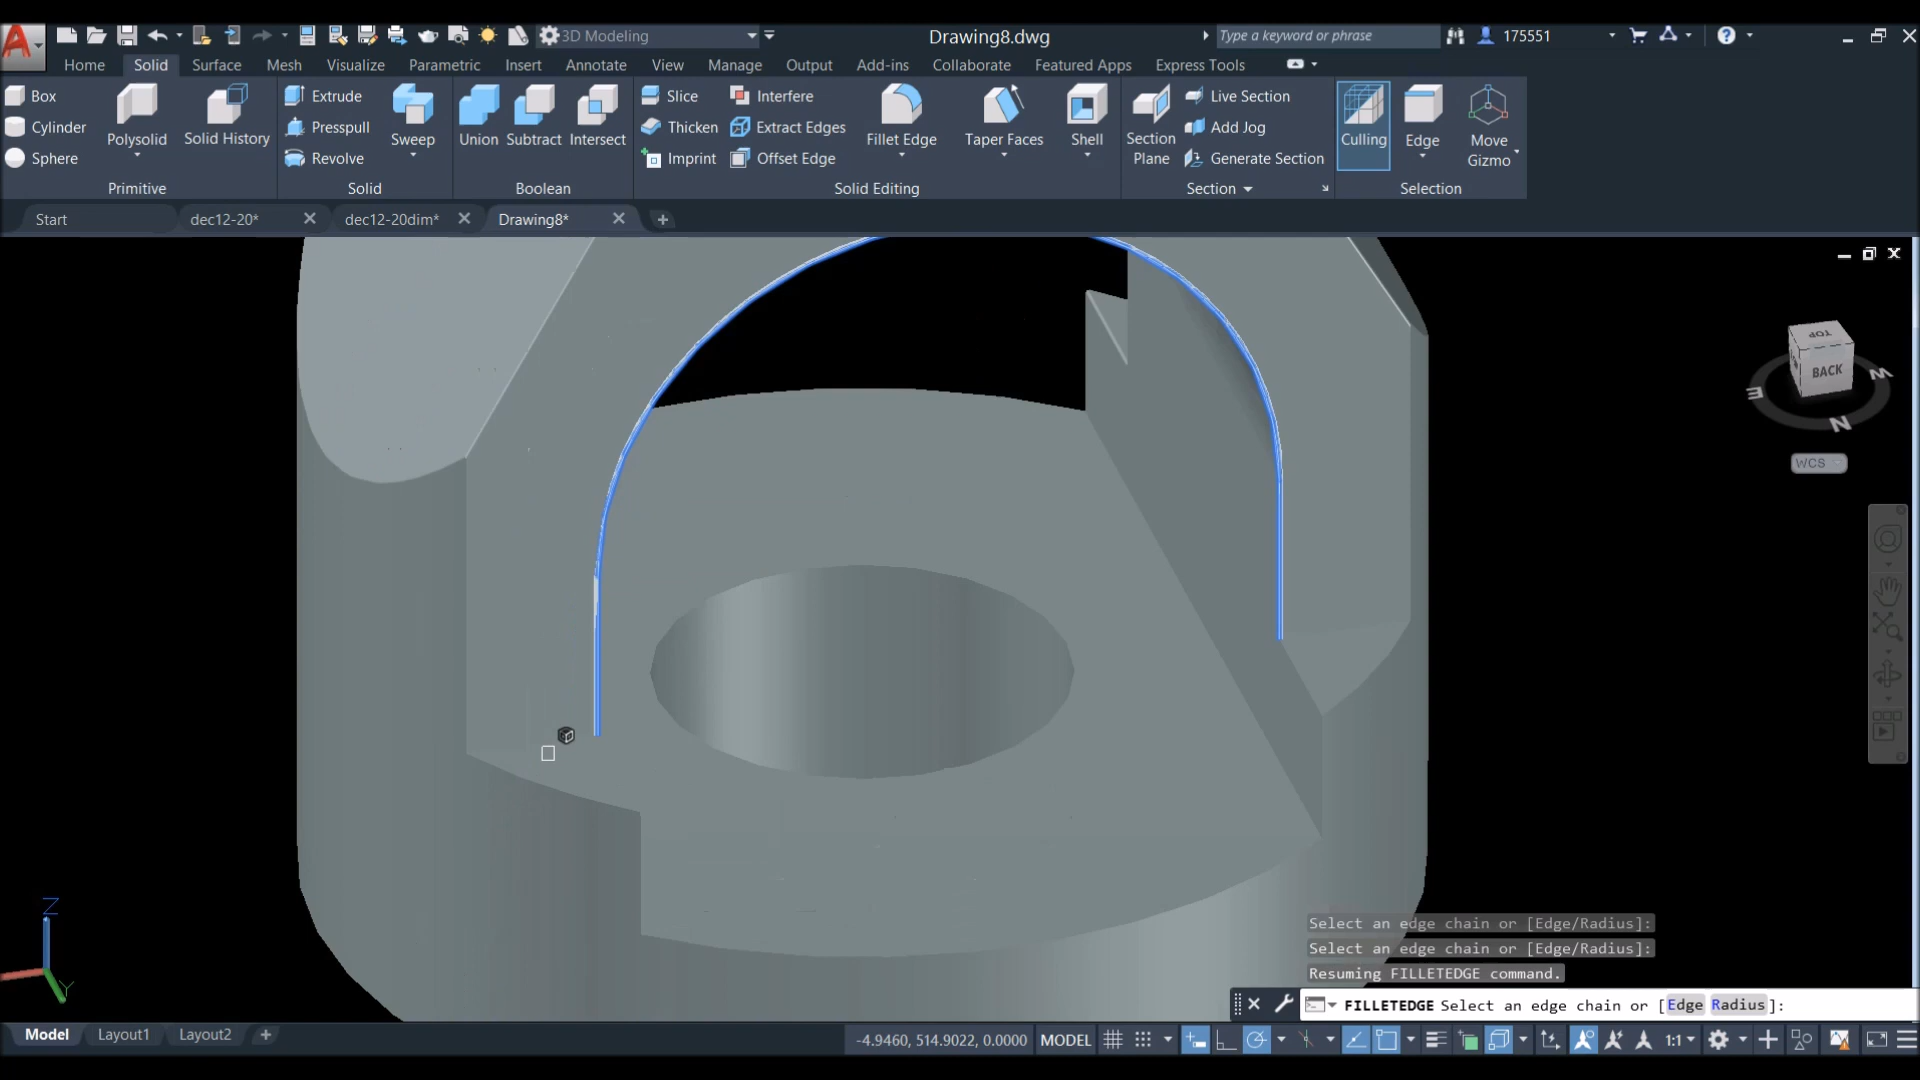 3D Modeling
Drawing8.dwg
Type a keyword or phrase
175551
Home Solid Surface Mesh Visualize Parametric Insert Annotate View Manage Output Add-ins Collaborate Featured Apps Express Tools
Box
Cylinder
Sphere
Polysolid
Solid History
Primitive
Extrude
Presspull
Revolve
Sweep
Solid
Union
Subtract
Intersect
Boolean
Slice
Thicken
Imprint
Interfere
Extract Edges
Offset Edge
Fillet Edge
Taper Faces
Shell
Solid Editing
Section
Plane
Live Section
Add Jog
Generate Section
Section
Culling
Edge
Move
Gizmo
Selection
Start
dec12-20*
dec12-20dim*
Drawing8*
TOP
BACK
E
W
N
WCS
Z
Y
Select an edge chain or [Edge/Radius]:
Select an edge chain or [Edge/Radius]:
Resuming FILLETEDGE command.
FILLETEDGE Select an edge chain or [Edge Radius]:
Model Layout1 Layout2
-4.9460, 514.9022, 0.0000 MODEL 1:1